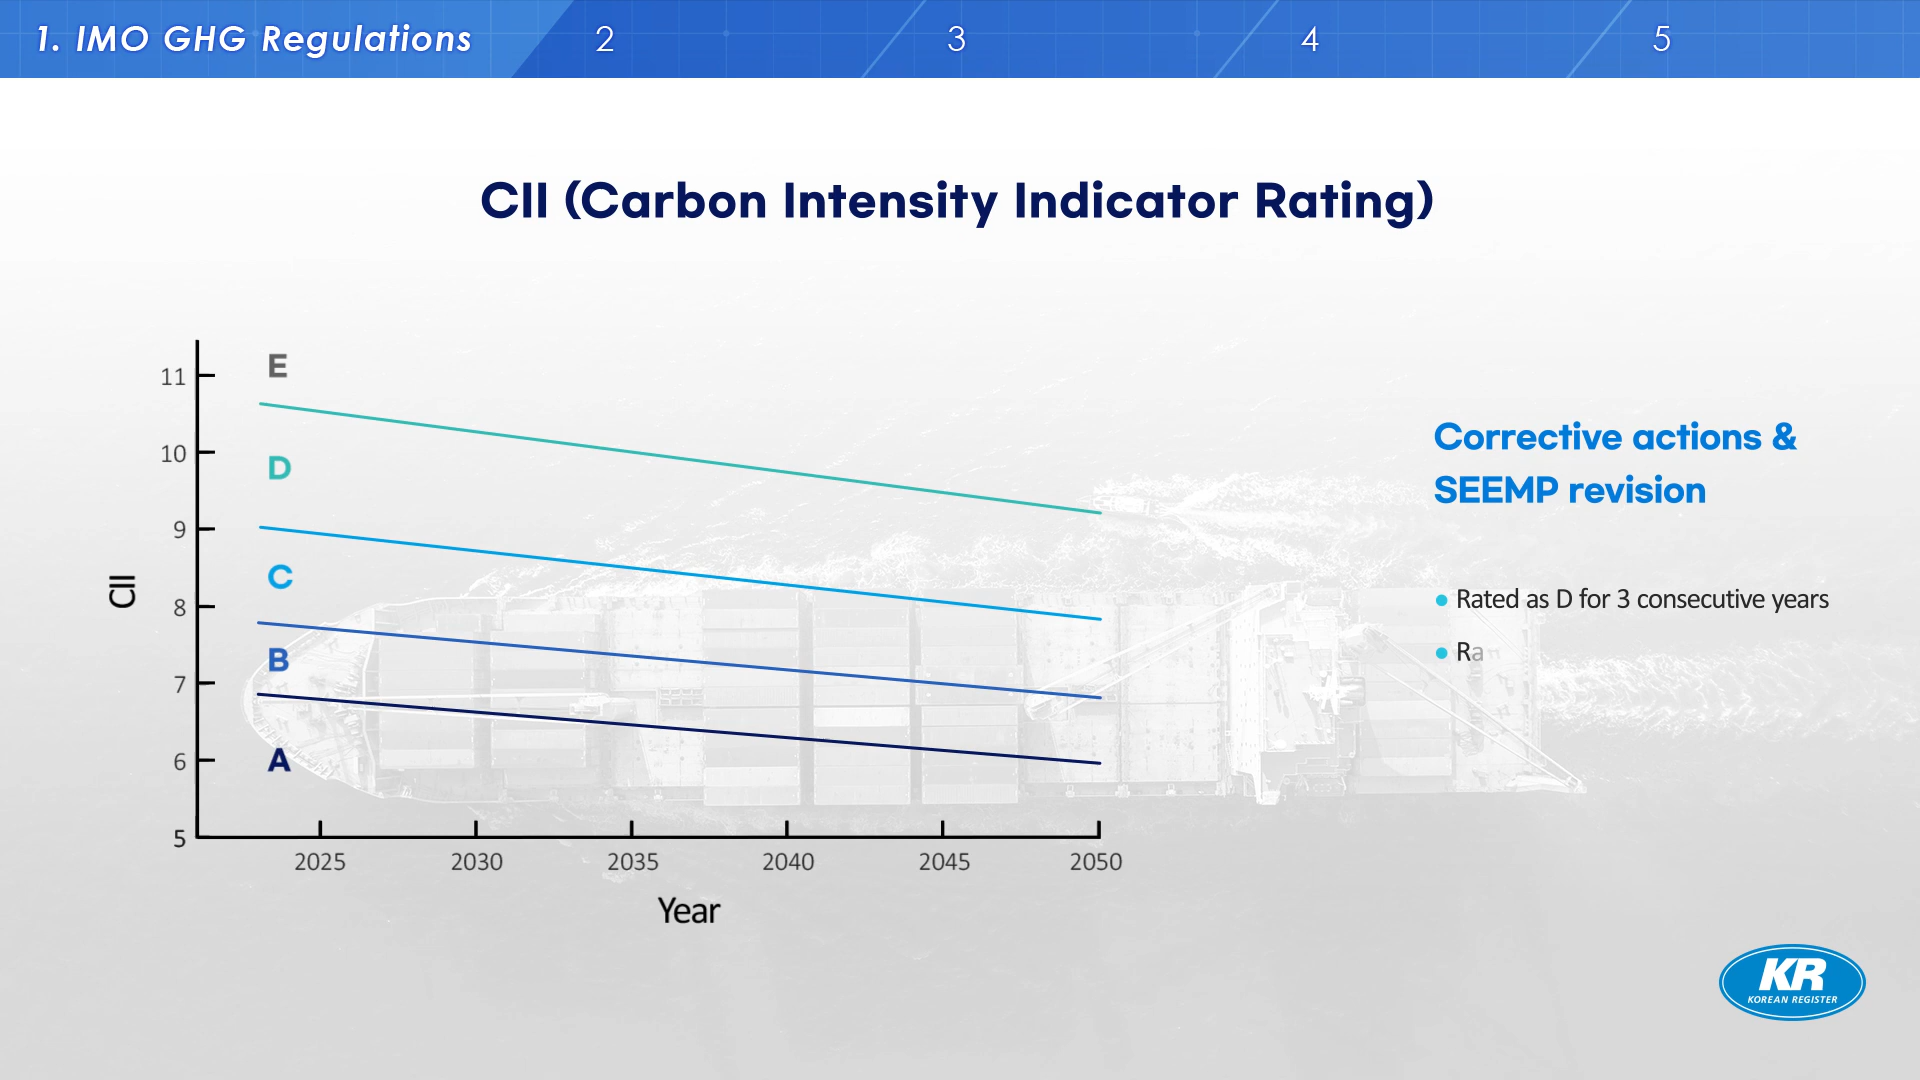 1. IMO GHG Regulations
2
3
4
5
CII (Carbon Intensity Indicator Rating)
E
11
10
D
9
C
8
CII
B
7
A
6
5
2025 2030 2035 2040 2045 2050
Year
Corrective actions &
SEEMP revision
Rated as D for 3 consecutive years
Ra
KR
KOREAN REGISTER